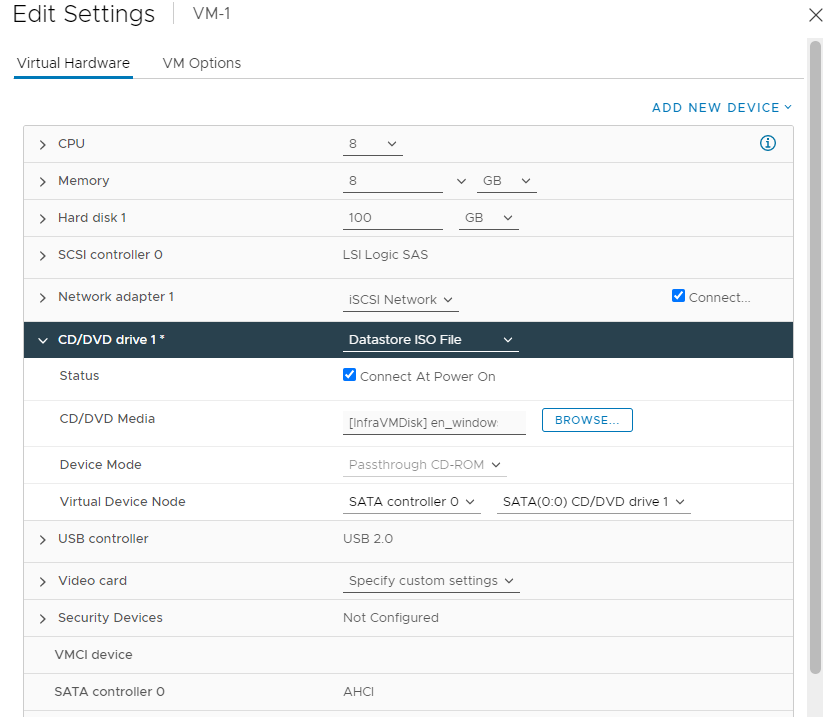 Edit Settings VM-1
Virtual Hardware VM Options
ADD NEW DEVICE
CPU 8
Memory 8 GB
Hard disk 1 100 GB
SCSI controller 0 LSI Logic SAS
Network adapter 1 iSCSI Network Connect...
CD/DVD drive 1 * Datastore ISO File
Status Connect At Power On
CD/DVD Media [InfraVMDisk] en_window BROWSE...
Device Mode Passthrough CD-ROM
Virtual Device Node SATA controller 0 SATA(0:0) CD/DVD drive 1
USB controller USB 2.0
Video card Specify custom settings
Security Devices Not Configured
VMCI device
SATA controller 0 AHCI